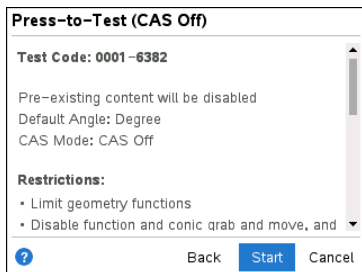 Press-to-Test (CAS Off)
Test Code: 0001-6382
Pre-existing content will be disabled
Default Angle: Degree
CAS Mode: CAS Off
Restrictions:
• Limit geometry functions
• Disable function and conic grab and move, and
? Back Start Cancel